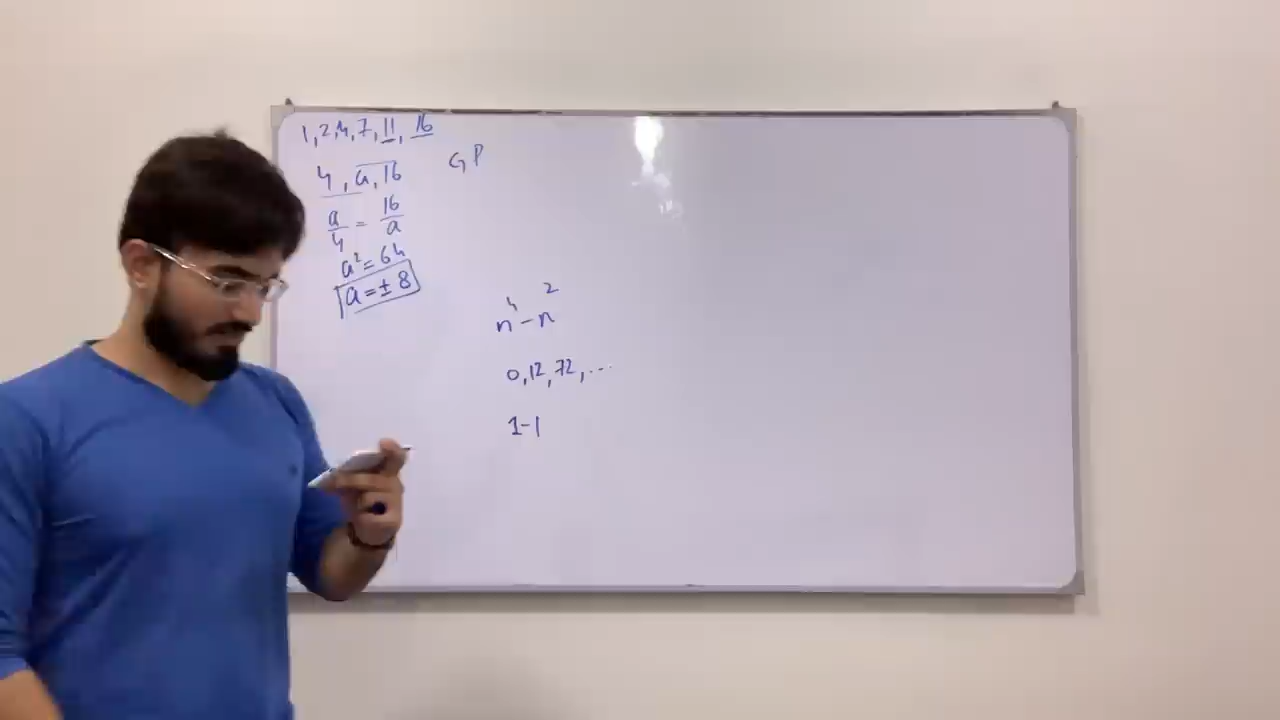 1, 2, 4, 7, 11, 16
4, a, 16
GP
a/4 = 16/a
a² = 64
a = ± 8
n⁴ - n²
0, 12, 72, ...
1-1